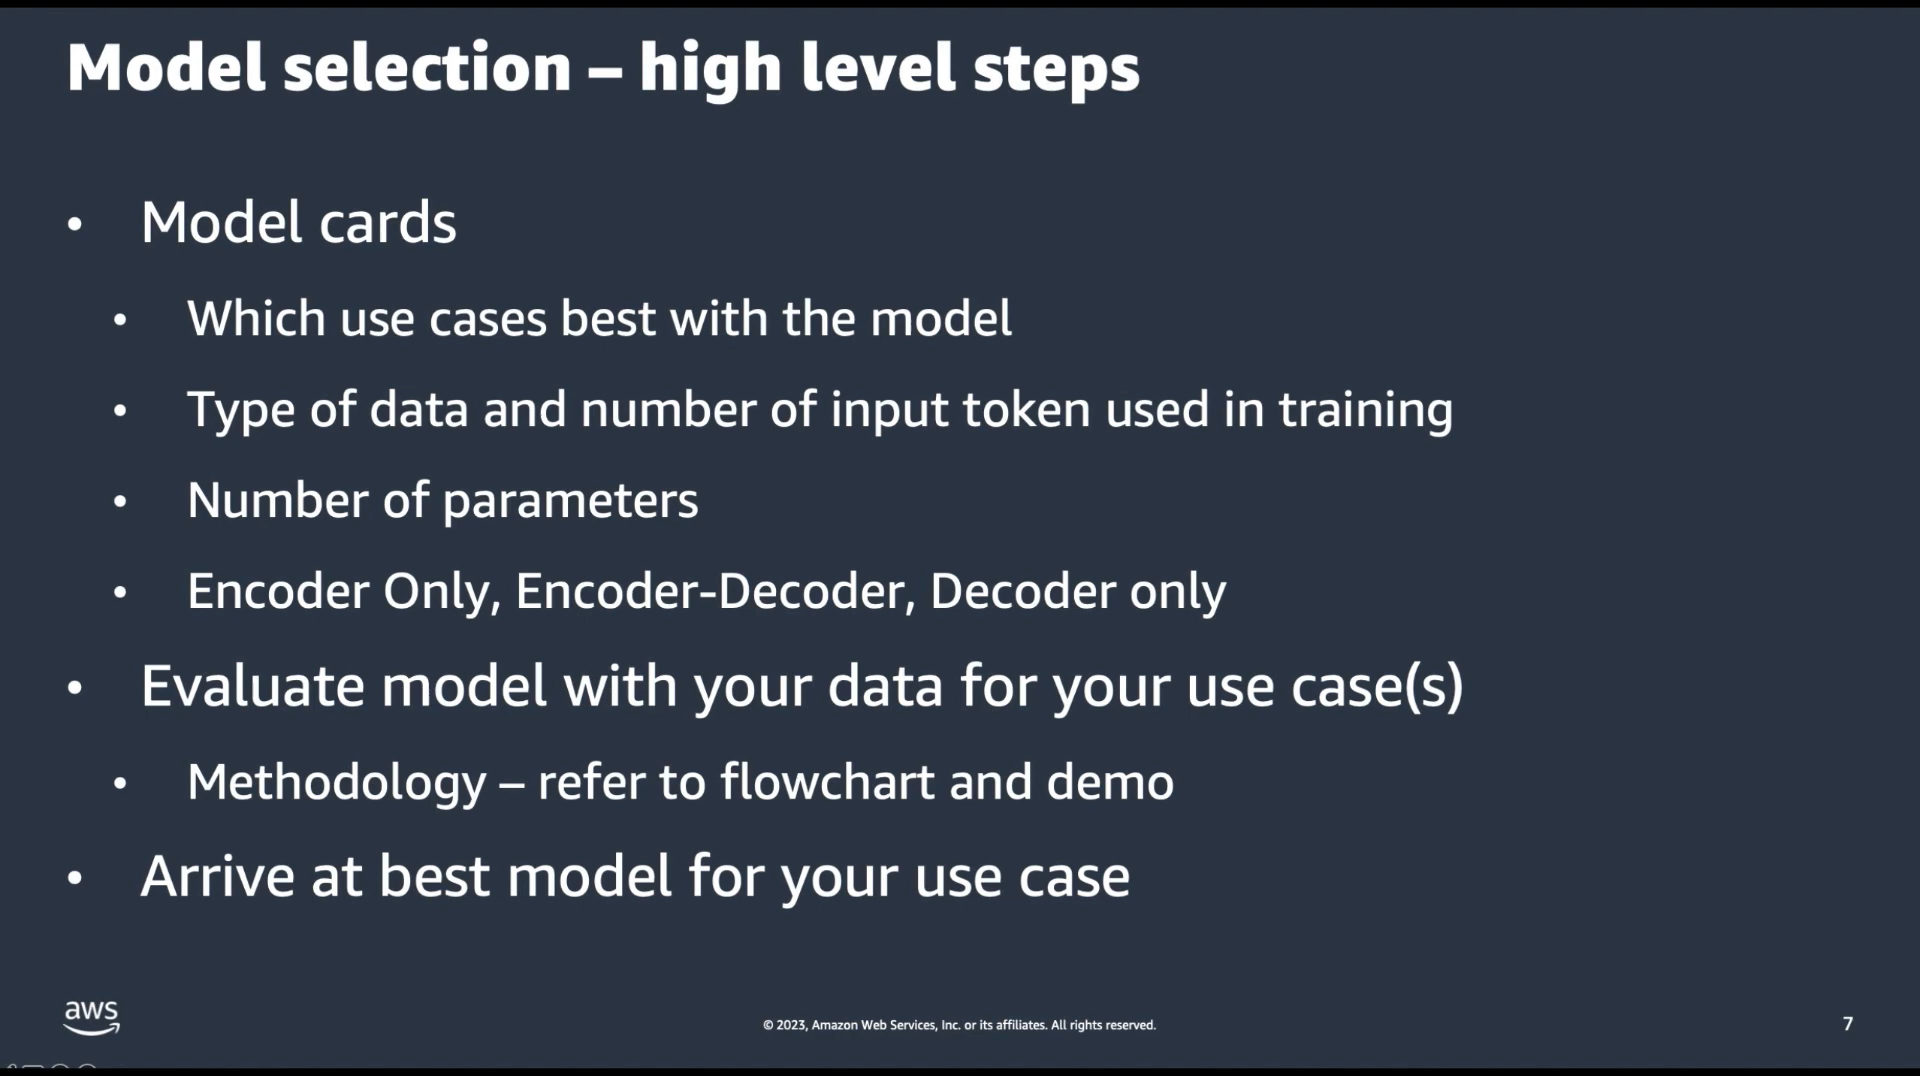 Model selection – high level steps
• Model cards
• Which use cases best with the model
• Type of data and number of input token used in training
• Number of parameters
• Encoder Only, Encoder-Decoder, Decoder only
• Evaluate model with your data for your use case(s)
• Methodology – refer to flowchart and demo
• Arrive at best model for your use case
aws
© 2023, Amazon Web Services, Inc. or its affiliates. All rights reserved.
7